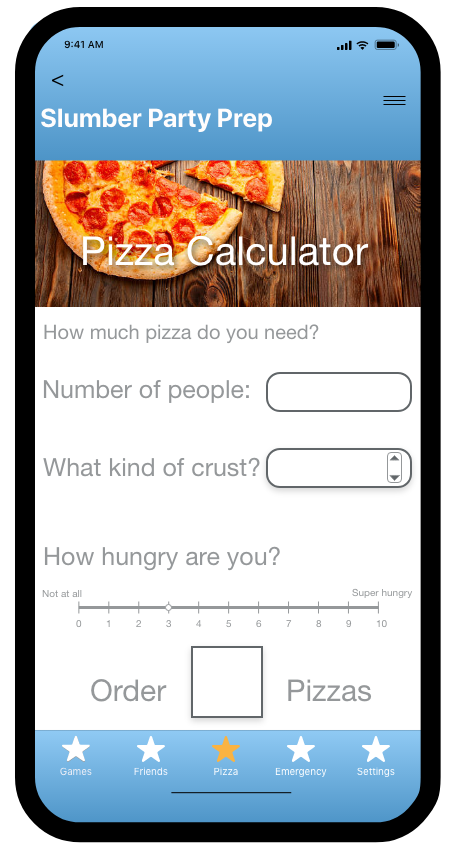 9:41 AM
<
Slumber Party Prep
Pizza Calculator
How much pizza do you need?
Number of people:
What kind of crust?
How hungry are you?
Not at all Super hungry
0 1 2 3 4 5 6 7 8 9 10
Order Pizzas
Games Friends Pizza Emergency Settings